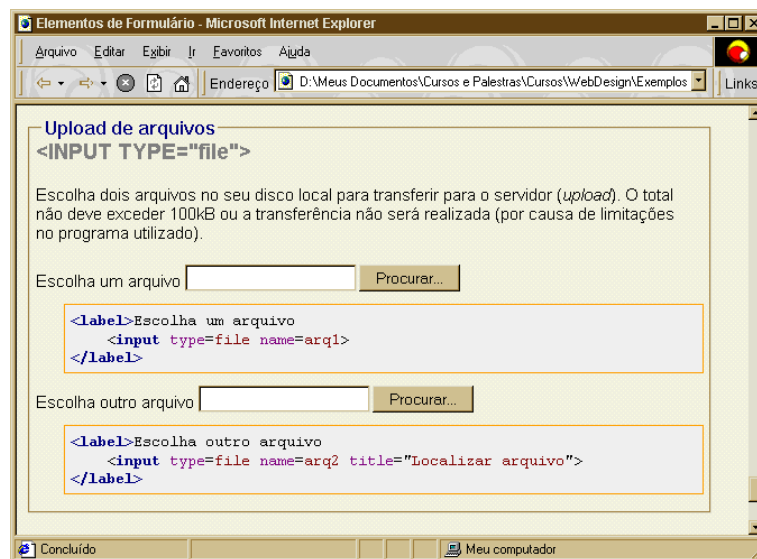 Elementos de Formulário - Microsoft Internet Explorer
Arquivo Editar Exibir Ir Favoritos Ajuda
Endereço D:\Meus Documentos\Cursos e Palestras\Cursos\WebDesign\Exemplos Links
Upload de arquivos
<INPUT TYPE="file">
Escolha dois arquivos no seu disco local para transferir para o servidor (upload). O total
não deve exceder 100kB ou a transferência não será realizada (por causa de limitações
no programa utilizado).
Escolha um arquivo Procurar...
<label>Escolha um arquivo
<input type=file name=arq1>
</label>
Escolha outro arquivo Procurar...
<label>Escolha outro arquivo
<input type=file name=arq2 title="Localizar arquivo">
</label>
Concluído Meu computador